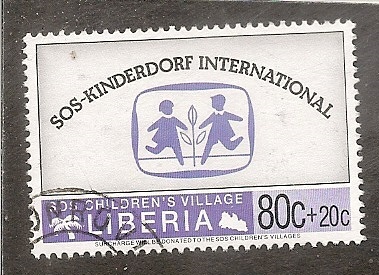 SOS-KINDERDORF INTERNATIONAL
SOS CHILDREN'S VILLAGE
LIBERIA 80c+20c
SURCHARGE WILL BE DONATED TO THE SOS CHILDREN'S VILLAGES